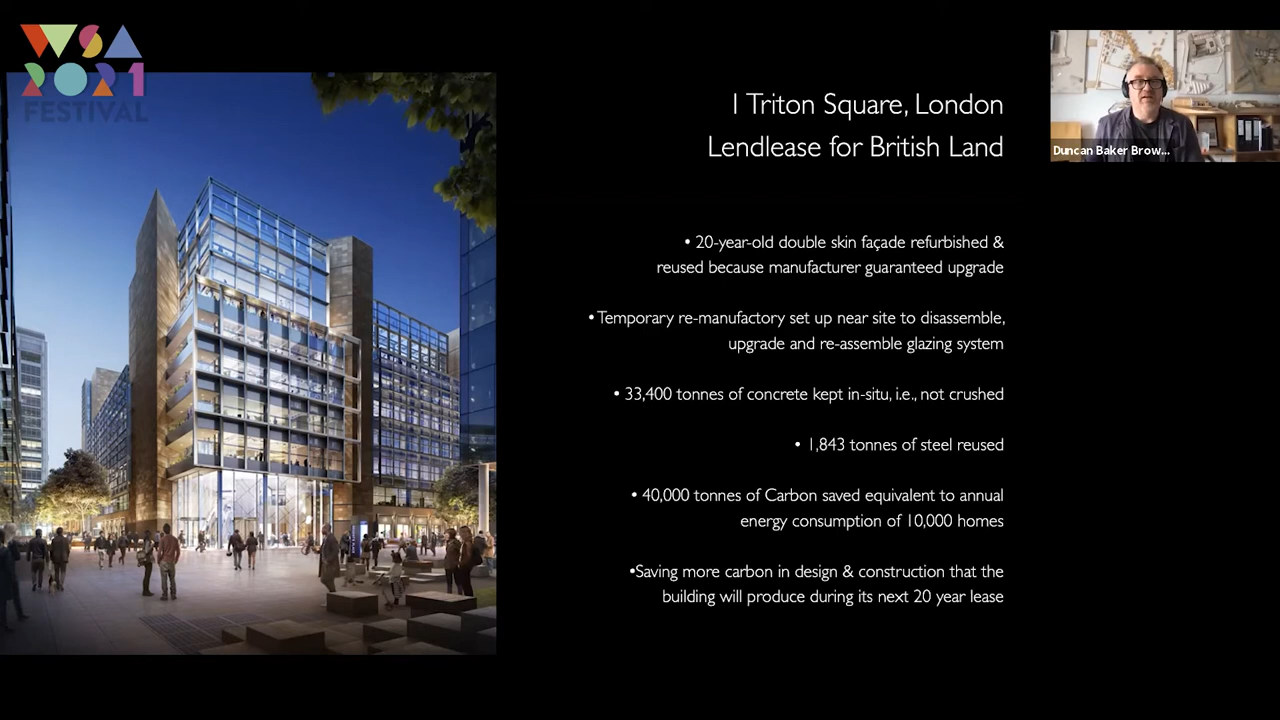 WSA
2021
FESTIVAL
1 Triton Square, London
Lendlease for British Land
• 20-year-old double skin façade refurbished &
reused because manufacturer guaranteed upgrade
• Temporary re-manufactory set up near site to disassemble,
upgrade and re-assemble glazing system
• 33,400 tonnes of concrete kept in-situ, i.e., not crushed
• 1,843 tonnes of steel reused
• 40,000 tonnes of Carbon saved equivalent to annual
energy consumption of 10,000 homes
•Saving more carbon in design & construction that the
building will produce during its next 20 year lease
Duncan Baker Brow...